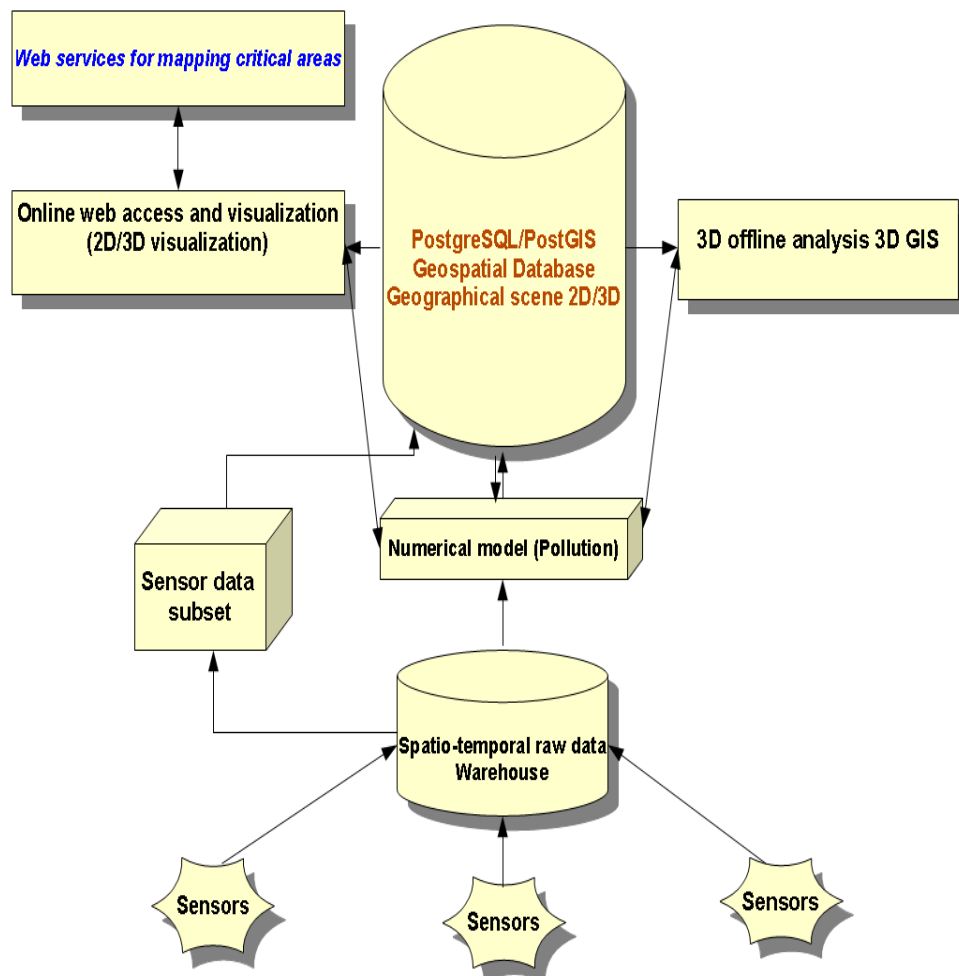 Web services for mapping critical areas
Online web access and visualization
(2D/3D visualization)
PostgreSQL/PostGIS
Geospatial Database
Geographical scene 2D/3D
3D offline analysis 3D GIS
Numerical model (Pollution)
Sensor data
subset
Spatio-temporal raw data
Warehouse
Sensors
Sensors
Sensors